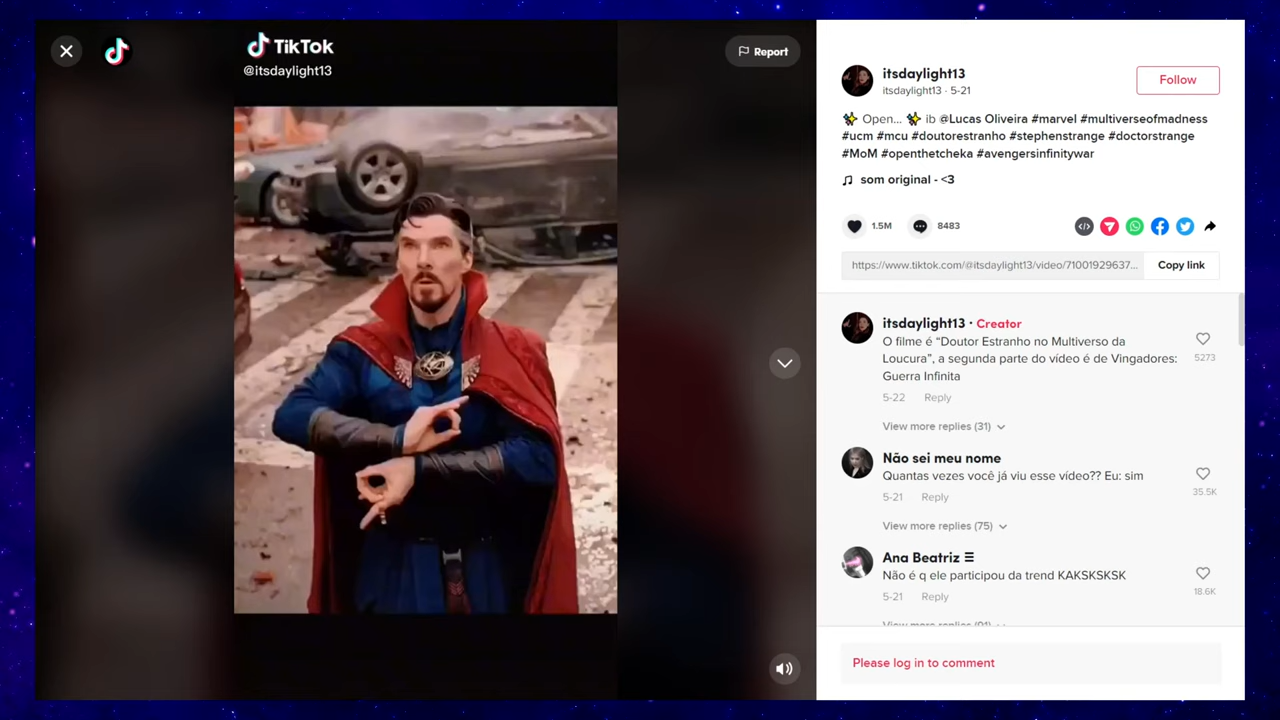 TikTok
@itsdaylight13
Report
itsdaylight13
itsdaylight13 · 5-21
Follow
✨ Open... ✨ ib @Lucas Oliveira #marvel #multiverseofmadness
#ucm #mcu #doutorestranho #stephenstrange #doctorstrange
#MoM #openthetcheka #avengersinfinitywar
som original - <3
1.5M
8483
https://www.tiktok.com/@itsdaylight13/video/71001929637...
Copy link
itsdaylight13 · Creator
O filme é “Doutor Estranho no Multiverso da
Loucura”, a segunda parte do vídeo é de Vingadores:
Guerra Infinita
5273
5-22 Reply
View more replies (31)
Não sei meu nome
Quantas vezes você já viu esse vídeo?? Eu: sim
35.5K
5-21 Reply
View more replies (75)
Ana Beatriz Ξ
Não é q ele participou da trend KAKSKSKSK
18.6K
5-21 Reply
View more replies (91)
Please log in to comment